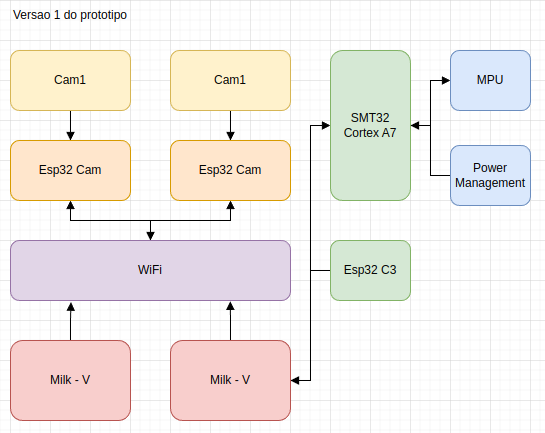 Versao 1 do prototipo
Cam1
Cam1
SMT32
Cortex A7
MPU
Esp32 Cam
Esp32 Cam
Power
Management
WiFi
Esp32 C3
Milk - V
Milk - V